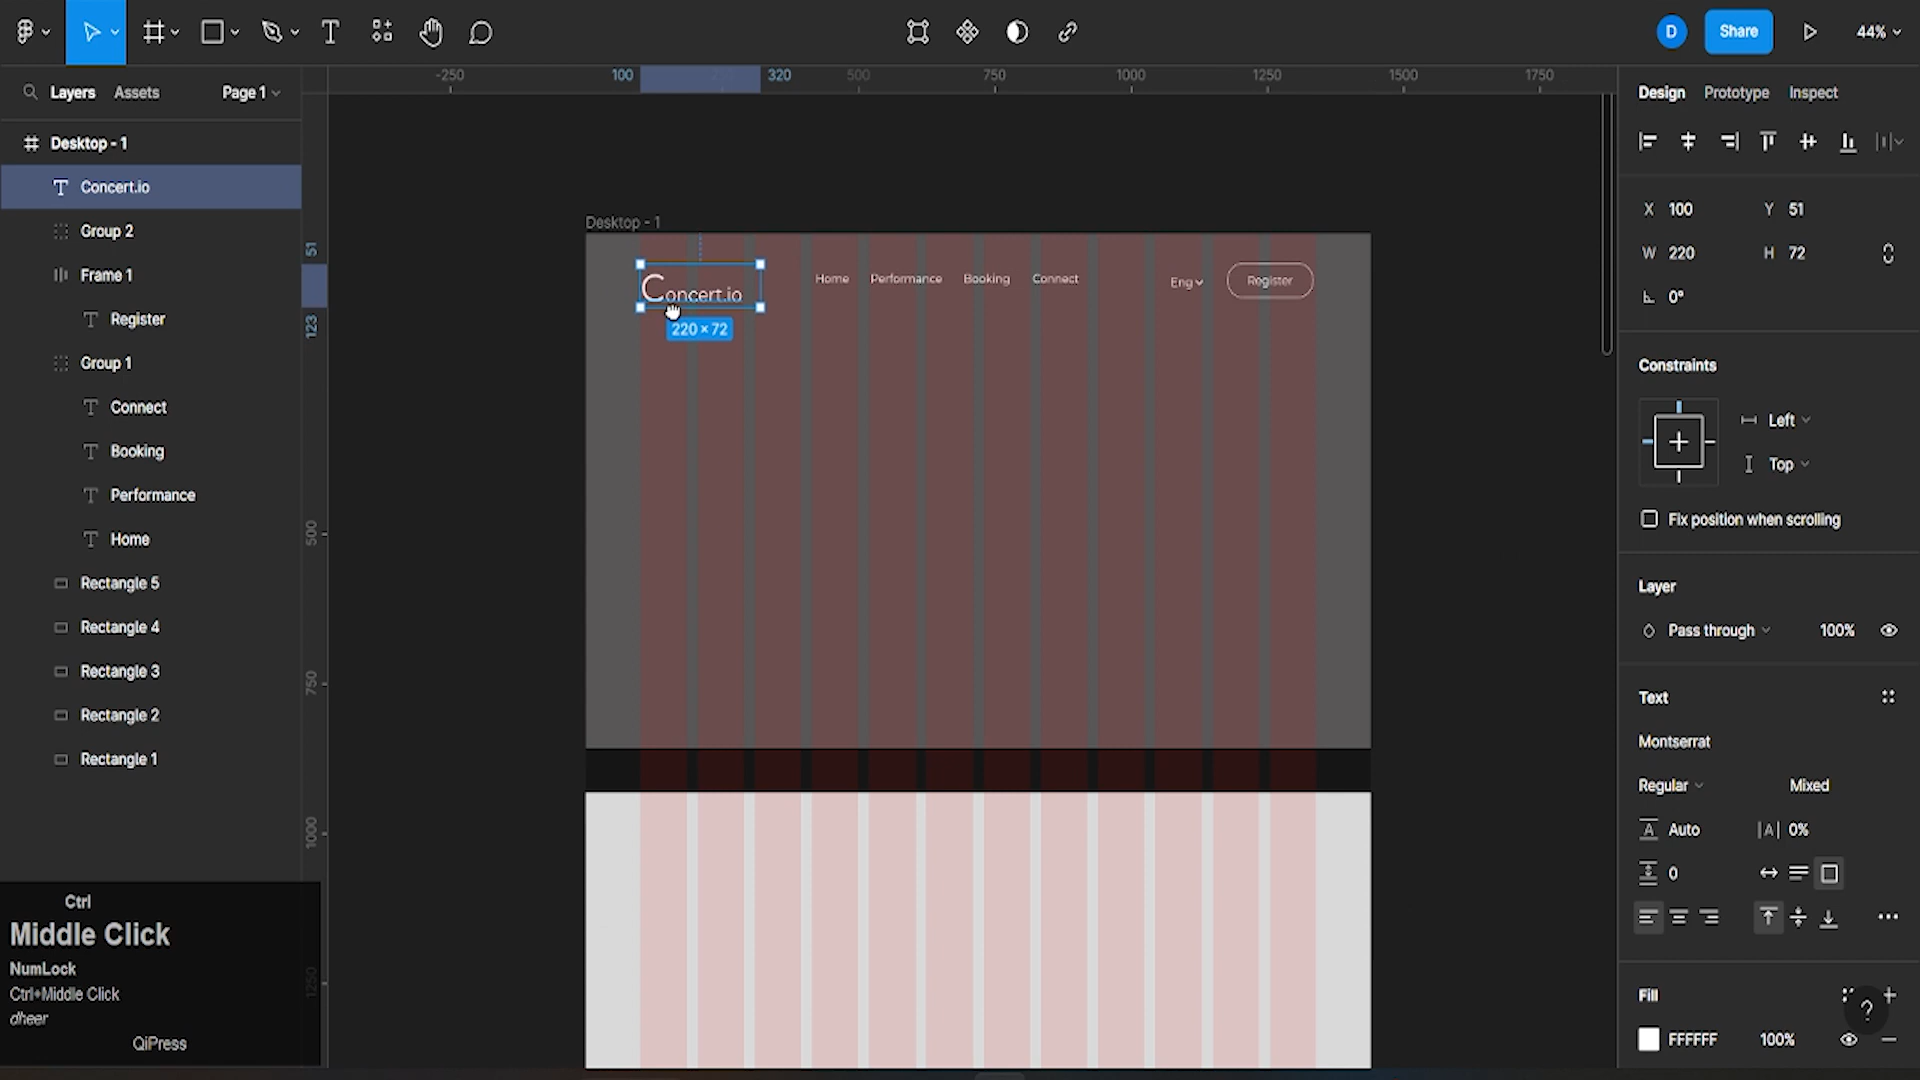 D
Share
44%
Layers
Assets
Page 1
-250
100
320
500
750
1000
1250
1500
1750
Design
Prototype
Inspect
Desktop - 1
Concert.io
Group 2
Frame 1
Register
Group 1
Connect
Booking
Performance
Home
Rectangle 5
Rectangle 4
Rectangle 3
Rectangle 2
Rectangle 1
51
123
500
750
1000
1250
Desktop - 1
Concert.io
220 × 72
Home
Performance
Booking
Connect
Eng
Register
X 100
Y 51
W 220
H 72
0°
Constraints
Left
Top
Fix position when scrolling
Layer
Pass through
100%
Text
Montserrat
Regular
Mixed
Auto
|A| 0%
0
Fill
?
FFFFFF
100%
Ctrl
Middle Click
NumLock
Ctrl+Middle Click
dheer
QiPress